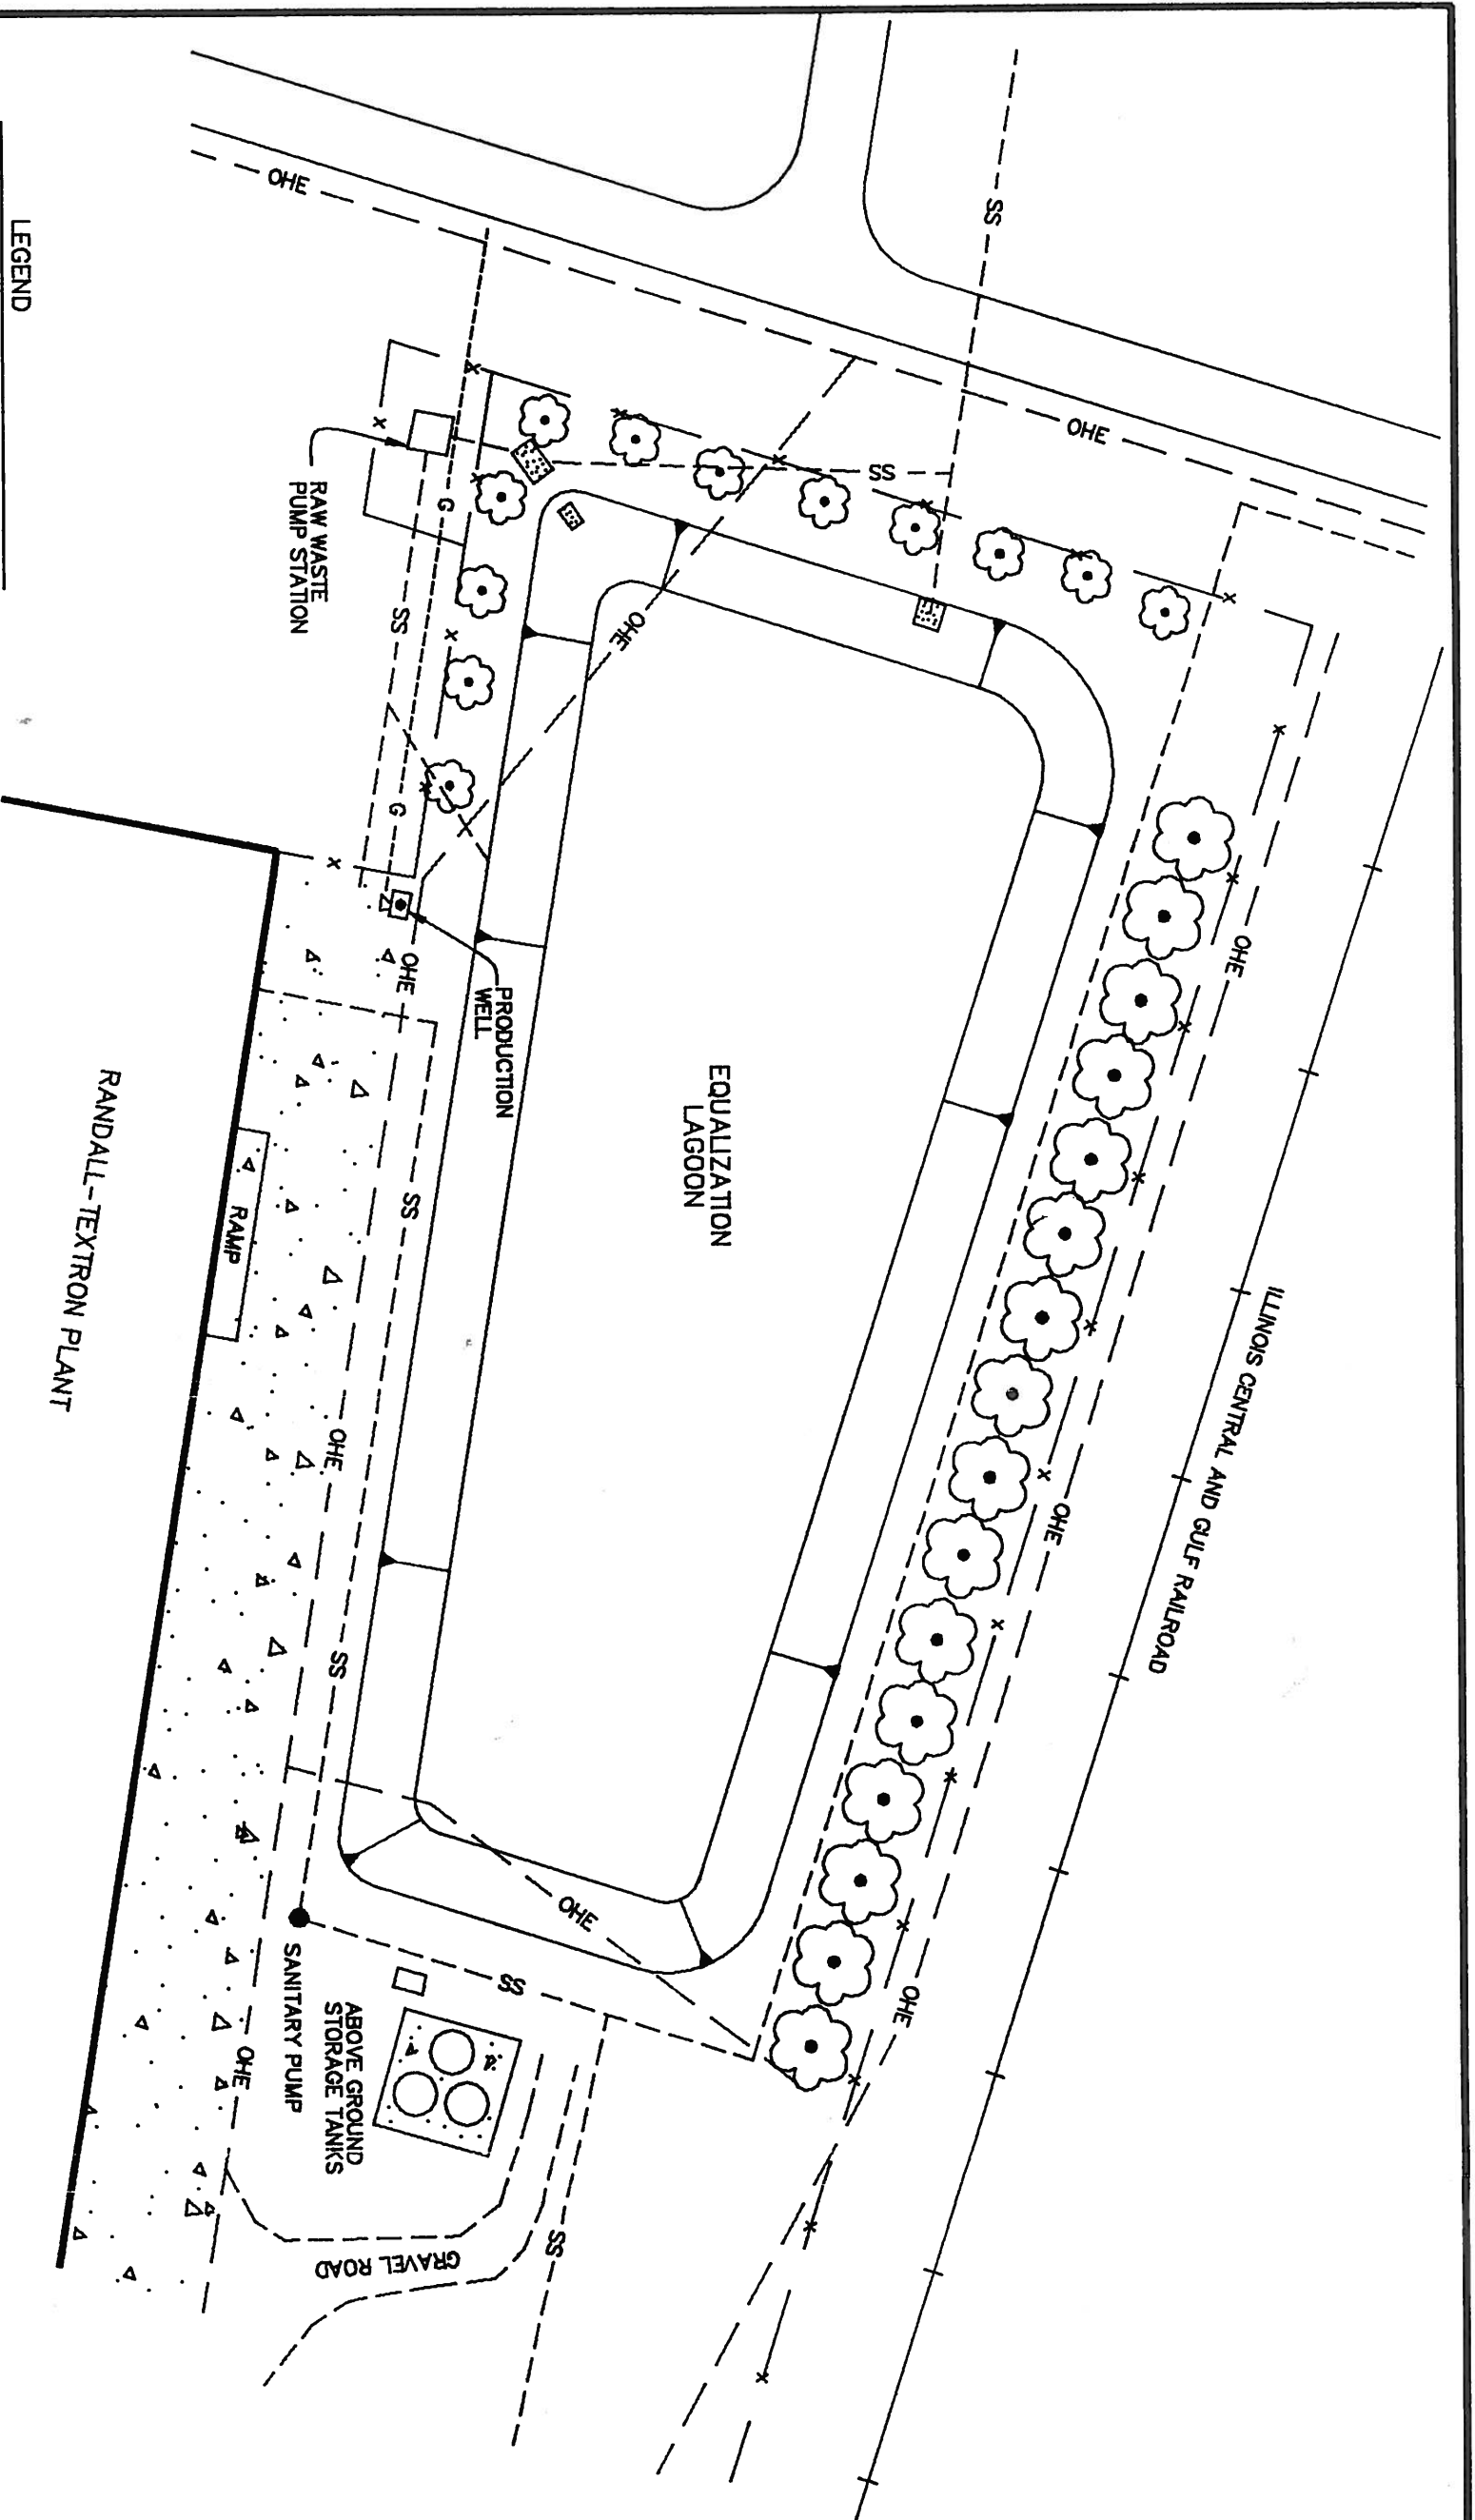 ILLINOIS CENTRAL AND GULF RAILROAD
OHE
OHE
OHE
OHE
OHE
SS
SS
EQUALIZATION
LAGOON
OHE
OHE
PRODUCTION
WELL
G
G
SS
RAW WASTE
PUMP STATION
OHE
SS
OHE
SS
SS
SS
SANITARY PUMP
ABOVE GROUND
STORAGE TANKS
OHE
GRAVEL ROAD
RAMP
RANDALL-TEXTRON PLANT
LEGEND